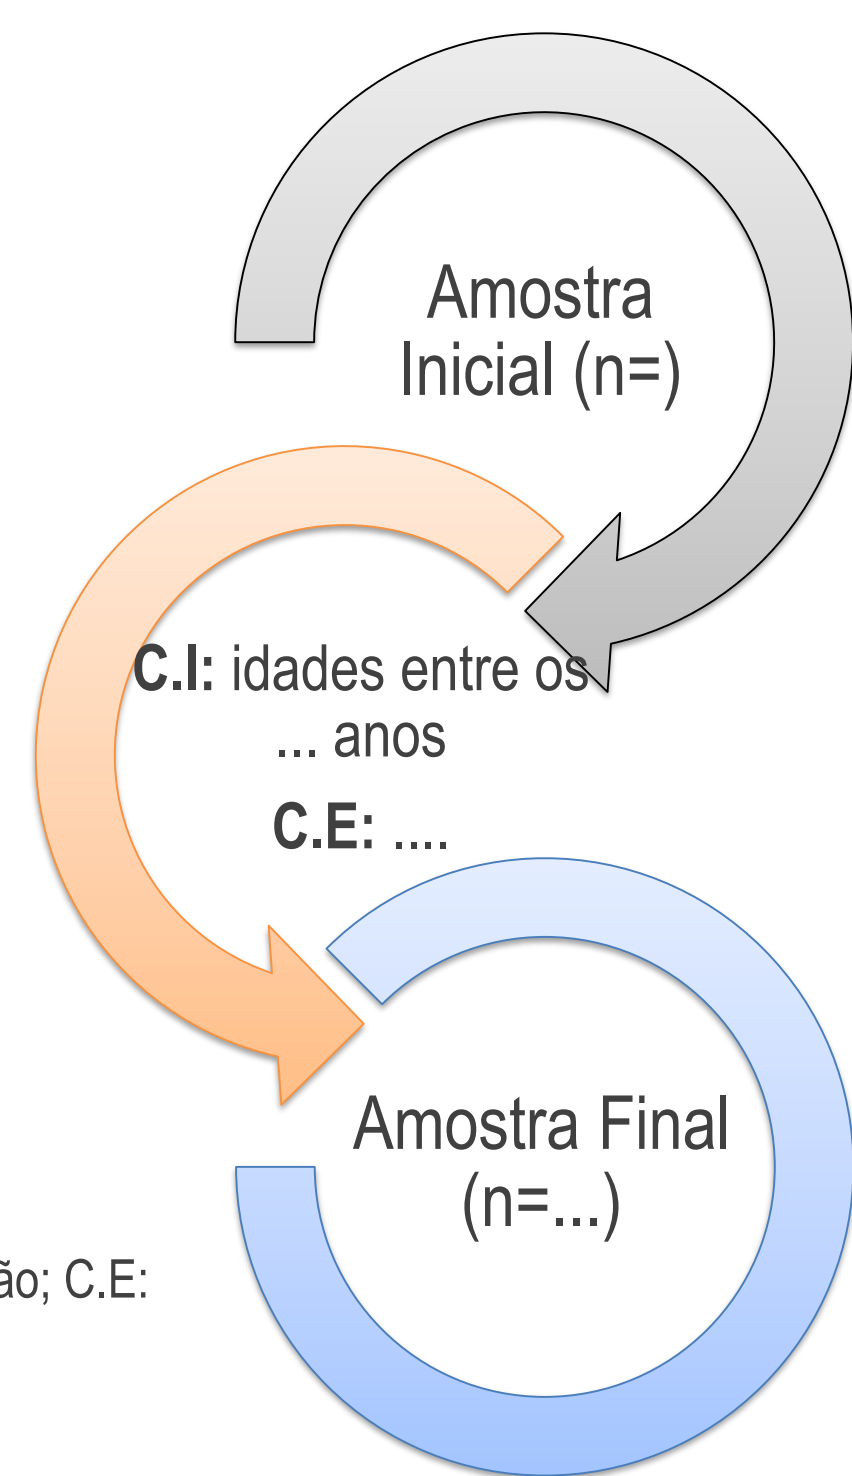 Amostra
Inicial (n=)
C.I: idades entre os
... anos
C.E: ....
Amostra Final
(n=...)
ão; C.E: